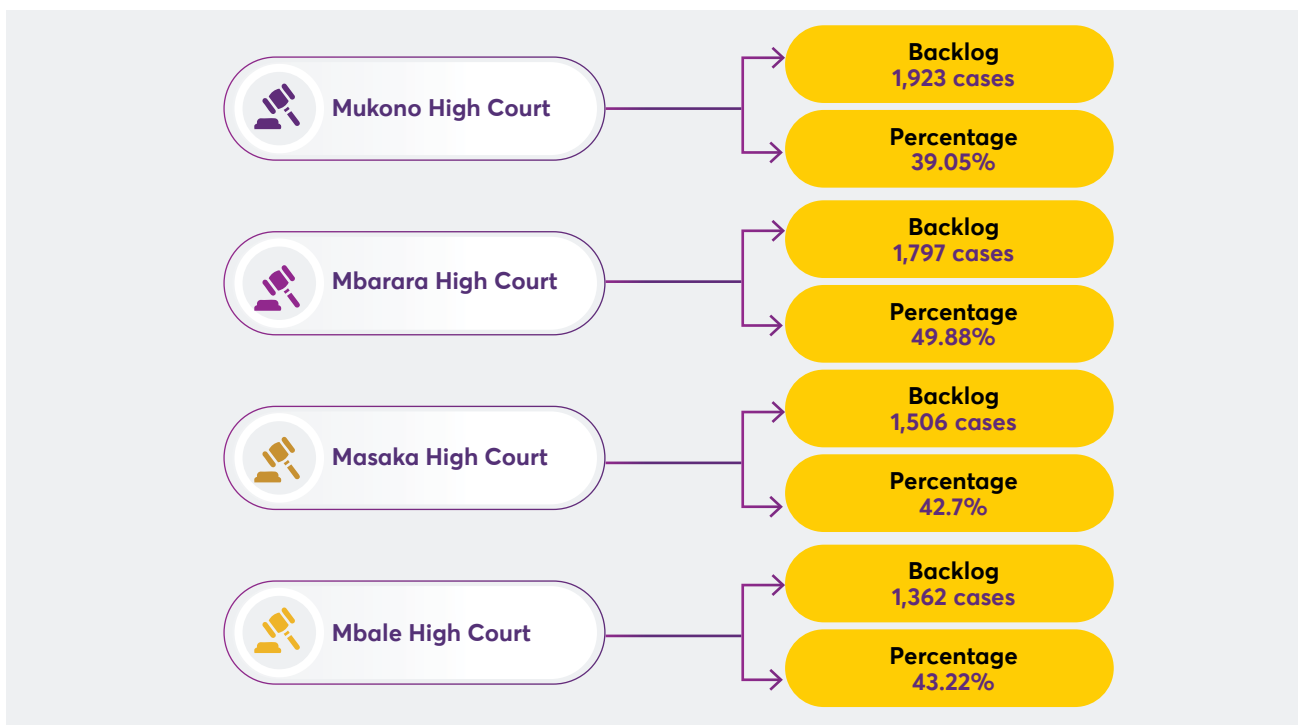 Mukono High Court
Backlog
1,923 cases
Percentage
39.05%
Mbarara High Court
Backlog
1,797 cases
Percentage
49.88%
Masaka High Court
Backlog
1,506 cases
Percentage
42.7%
Mbale High Court
Backlog
1,362 cases
Percentage
43.22%